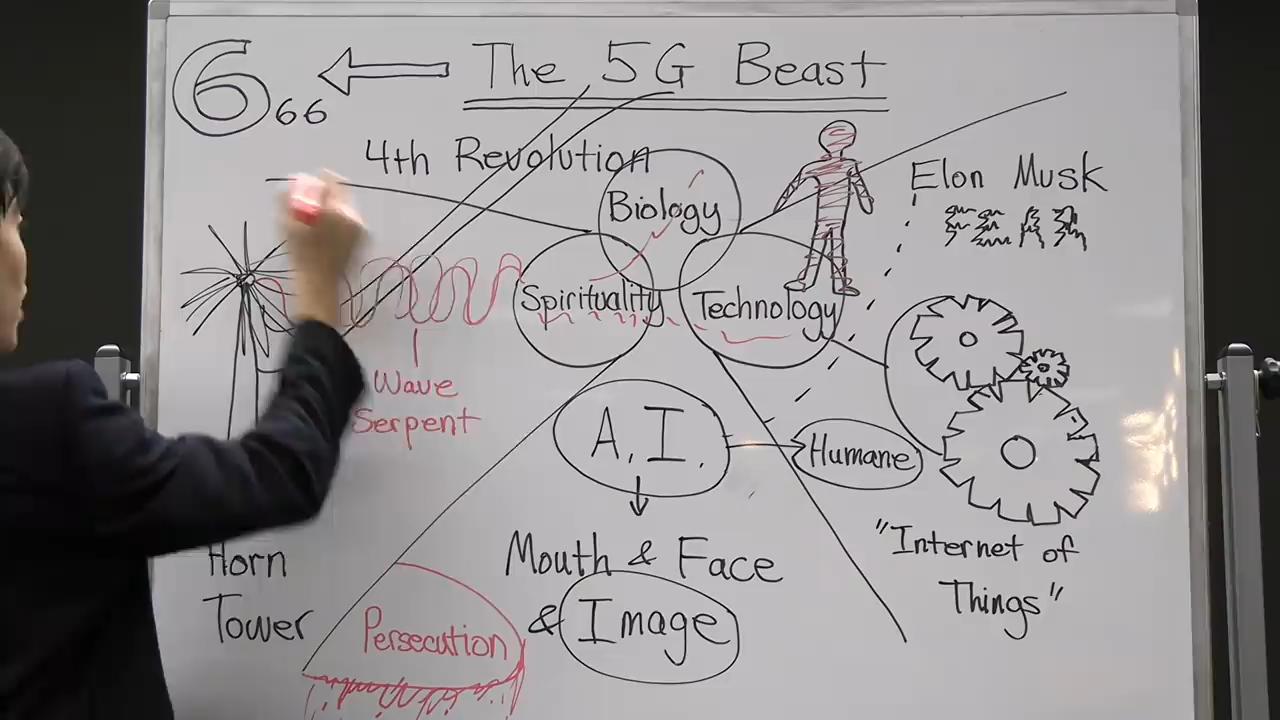 666 ← The 5G Beast
4th Revolution
Biology
Elon Musk
Spirituality
Technology
Wave
Serpent
A.I.
Humane
Mouth & Face
& Image
"Internet of
Things"
Horn
Tower
Persecution